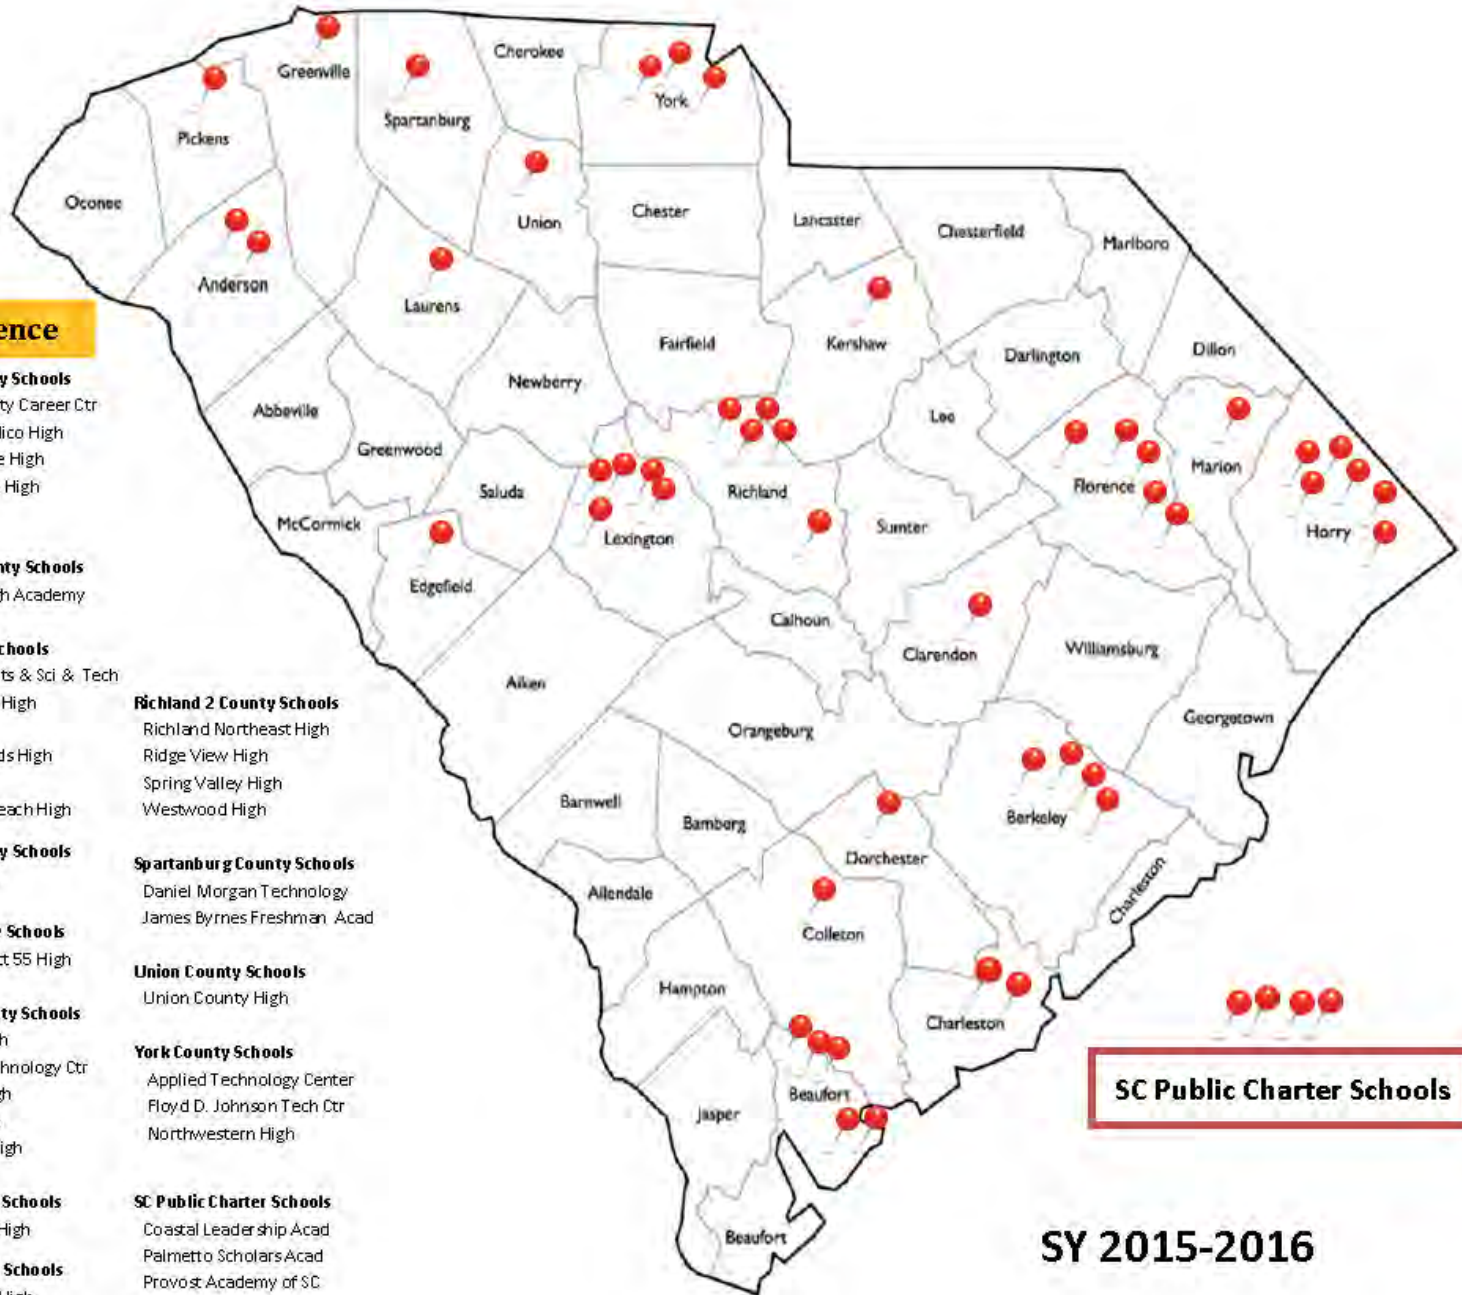 Cherokee
Greenville
York
Spartanburg
Pickens
Oconee
Union
Chester
Lancaster
Chesterfield
Marlboro
Anderson
Laurens
Fairfield
Kershaw
Darlington
Dillon
Newberry
Abbeville
Lee
Greenwood
Marion
Saluda
Richland
Florence
McCormick
Lexington
Sumter
Horry
Edgefield
Calhoun
Clarendon
Williamsburg
Aiken
Orangeburg
Georgetown
Barnwell
Bamberg
Berkeley
Dorchester
Charleston
Allendale
Colleton
Hampton
Charleston
Beaufort
Jasper
Beaufort
ence
y Schools
ty Career Ctr
lico High
e High
High
nty Schools
gh Academy
chools
ts & Sci & Tech
High
ds High
each High
y Schools
y Schools
ct 55 High
ty Schools
h
hnology Ctr
gh
High
Schools
High
Schools
High
Richland 2 County Schools
Richland Northeast High
Ridge View High
Spring Valley High
Westwood High
Spartanburg County Schools
Daniel Morgan Technology
James Byrnes Freshman Acad
Union County Schools
Union County High
York County Schools
Applied Technology Center
Floyd D. Johnson Tech Ctr
Northwestern High
SC Public Charter Schools
Coastal Leadership Acad
Palmetto Scholars Acad
Provost Academy of SC
SC Public Charter Schools
SY 2015-2016